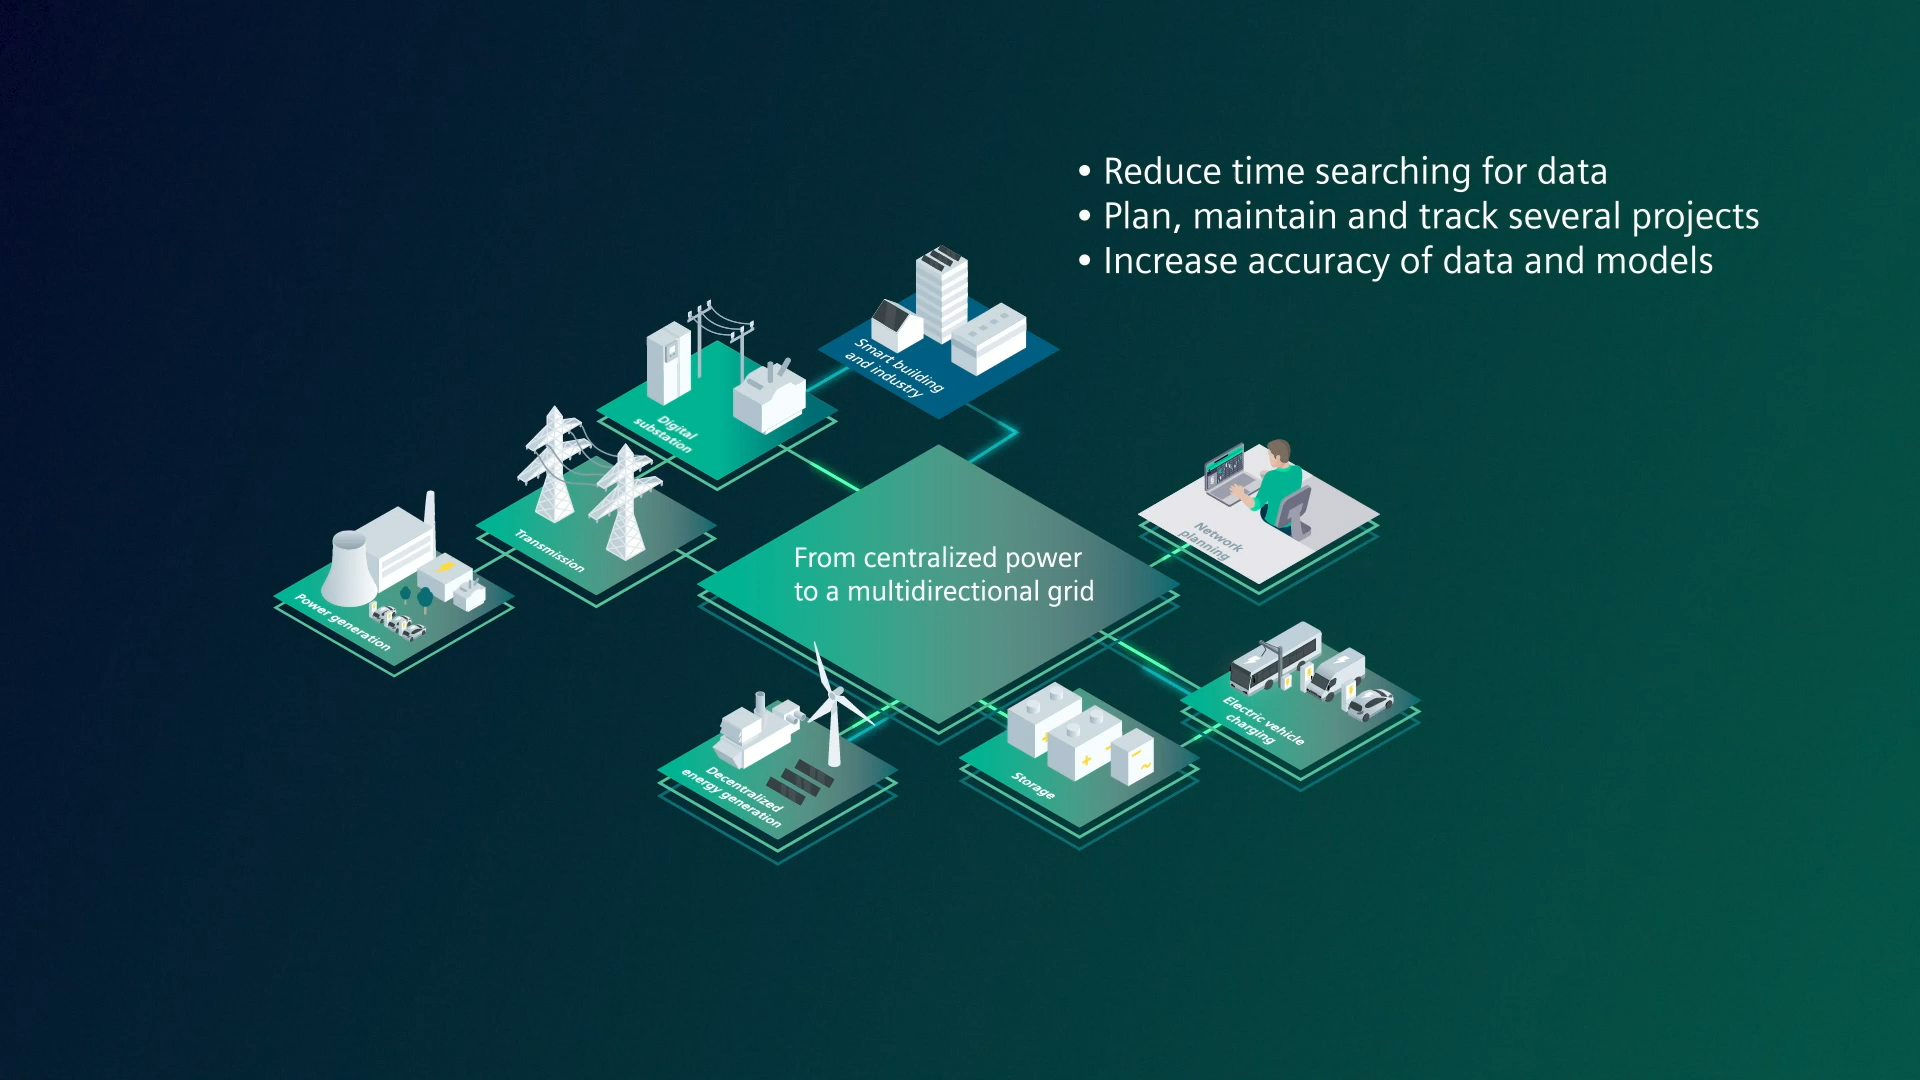 • Reduce time searching for data
• Plan, maintain and track several projects
• Increase accuracy of data and models
Smart building
and industry
Digital
substation
Transmission
Power generation
From centralized power
to a multidirectional grid
Network
planning
Electric vehicle
charging
Storage
Decentralized
energy generation